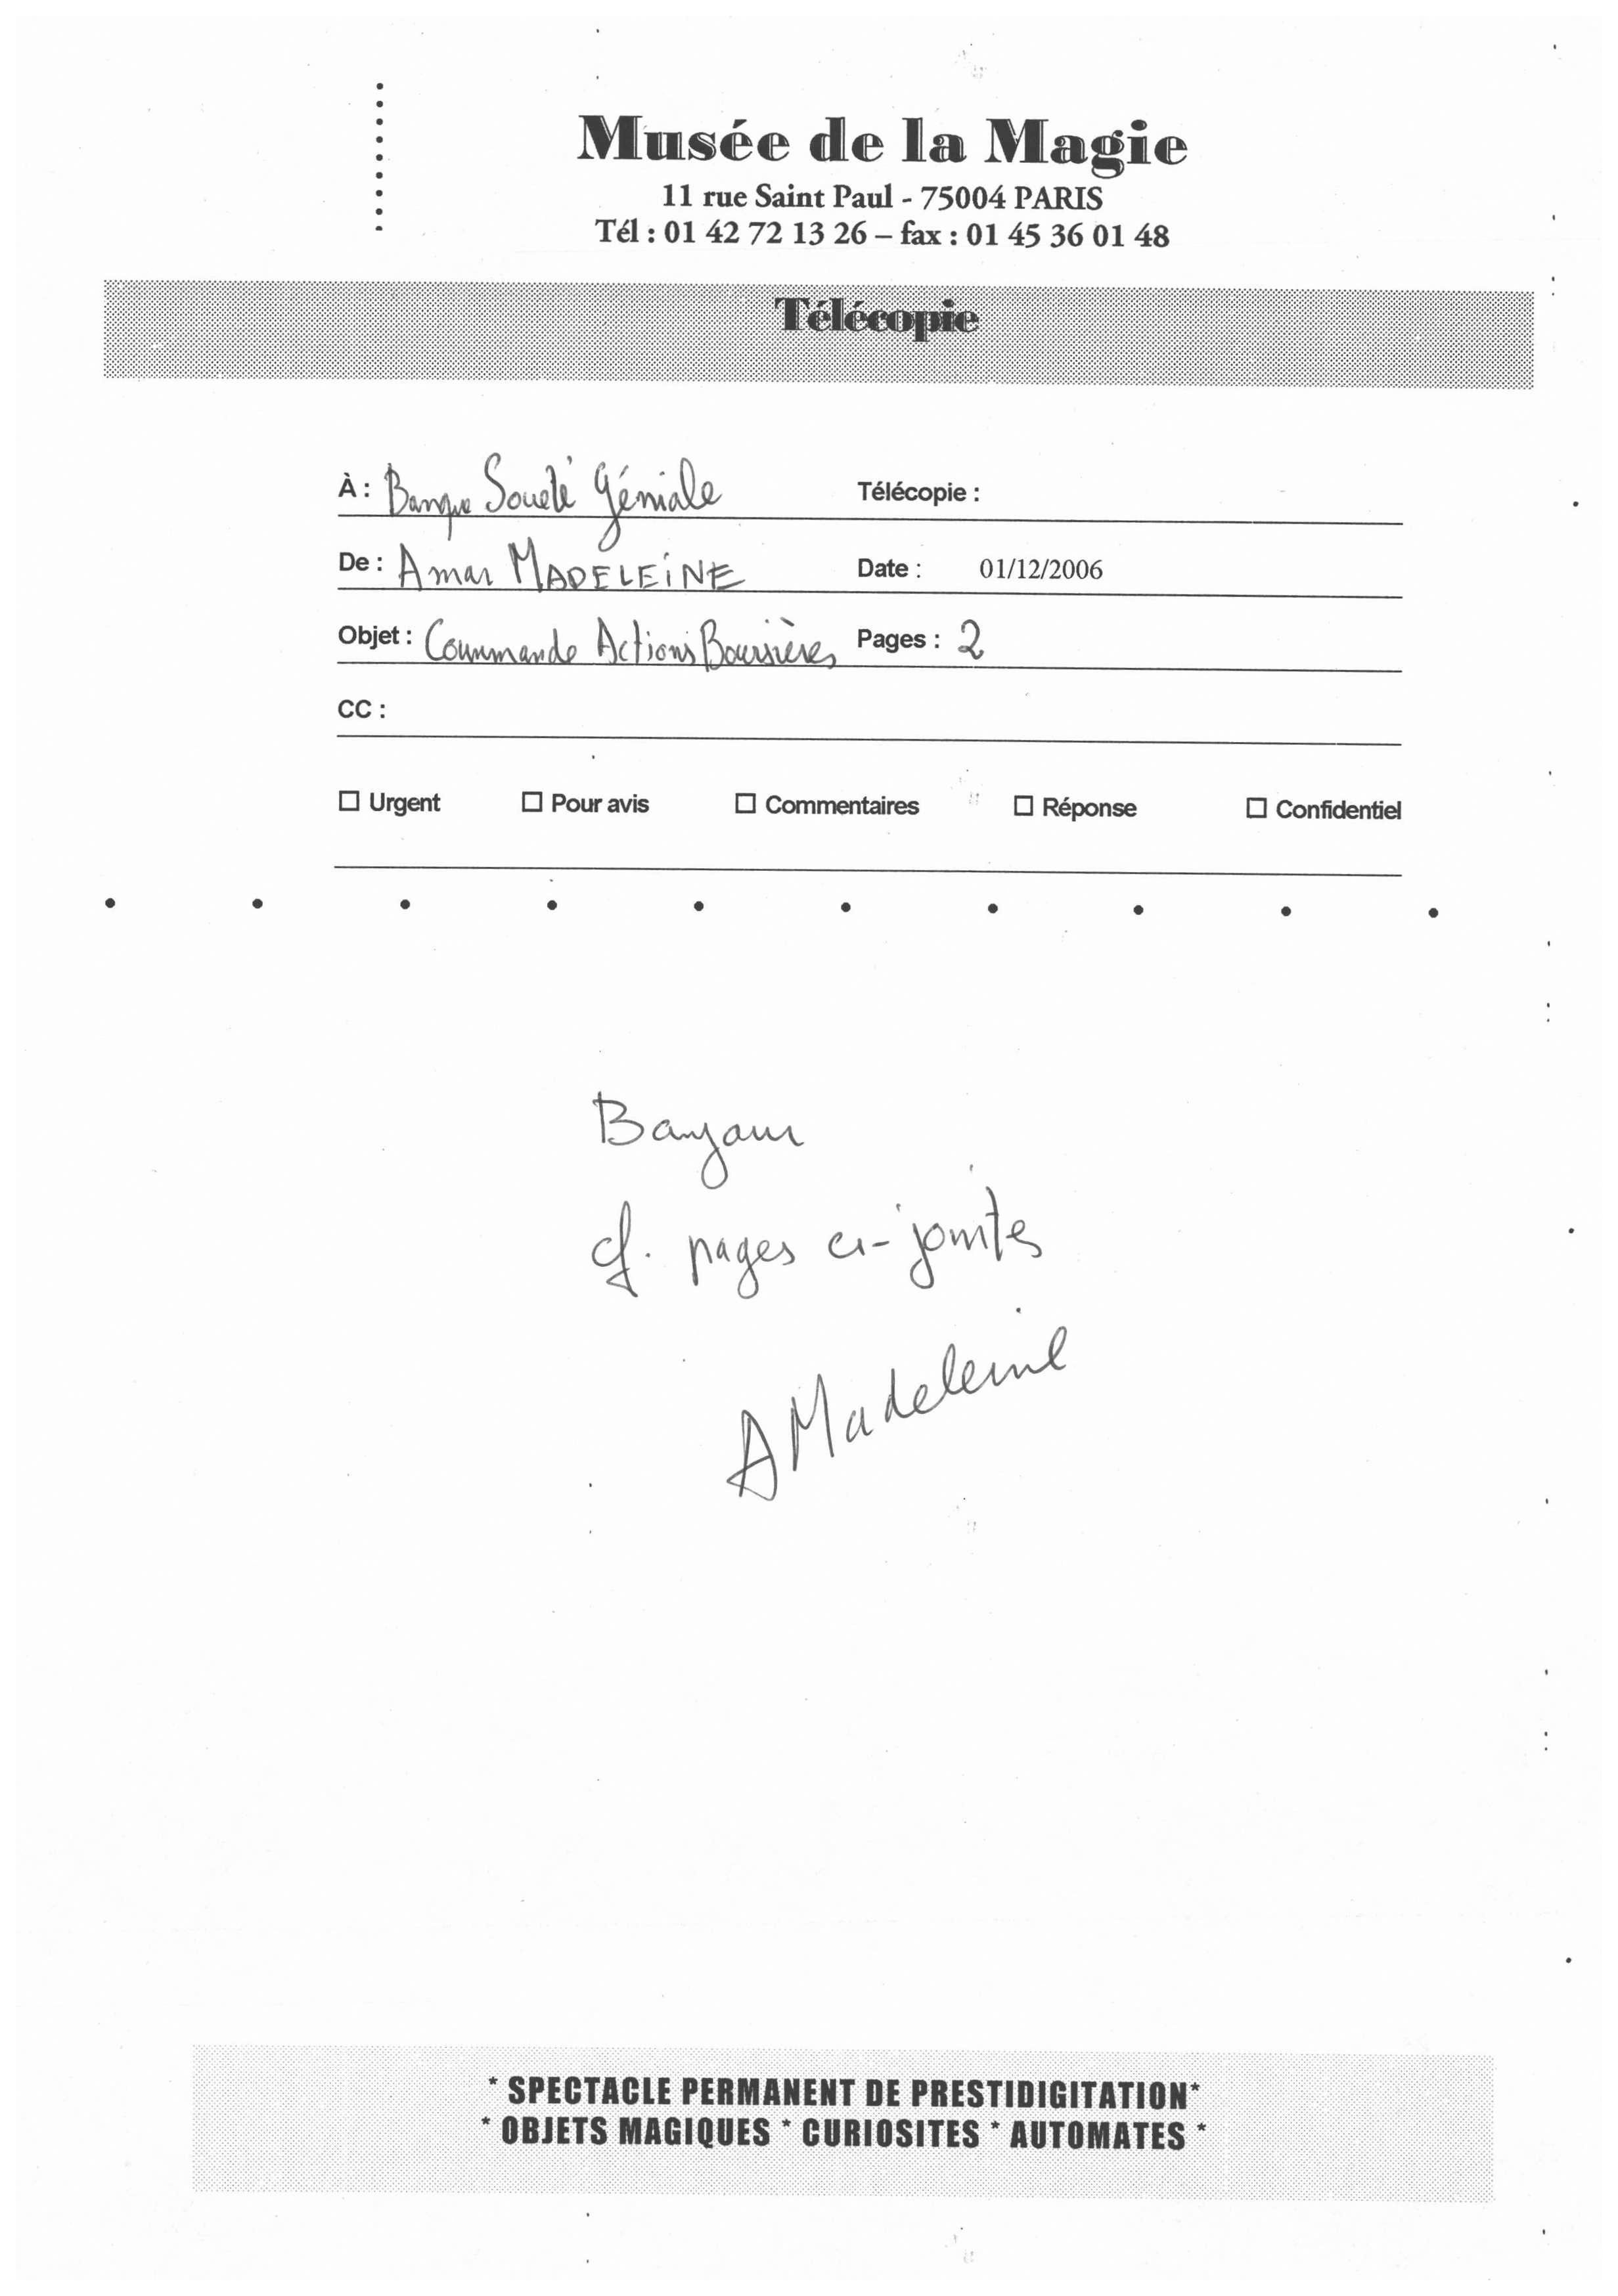 Musée de la Magie
11 rue Saint Paul - 75004 PARIS
Tél : 01 42 72 13 26 – fax : 01 45 36 01 48
Télécopie
À : Banque Société Géniale Télécopie :
De : Amar MADELEINE Date : 01/12/2006
Objet : Commande Actions Boursières Pages : 2
CC :
☐ Urgent ☐ Pour avis ☐ Commentaires ☐ Réponse ☐ Confidentiel
Bonjour
cf. pages ci-jointes
AMadeleine
* SPECTACLE PERMANENT DE PRESTIDIGITATION*
* OBJETS MAGIQUES * CURIOSITES * AUTOMATES *